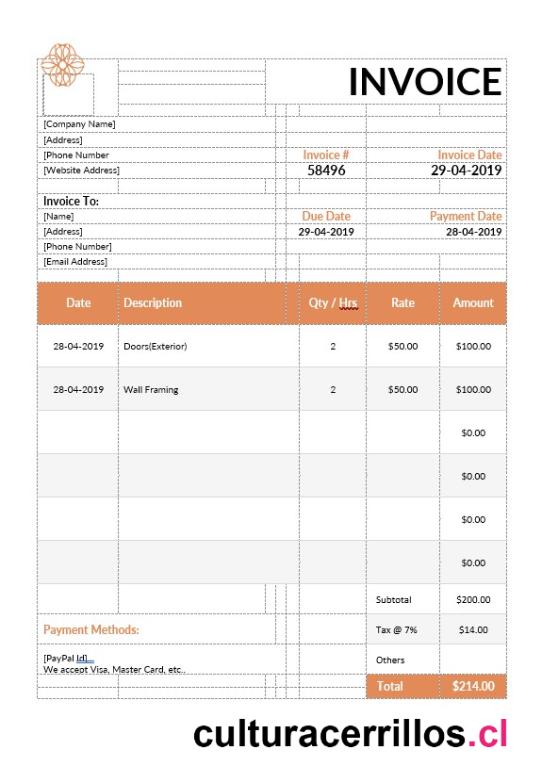 INVOICE
[Company Name]
[Address]
[Phone Number Invoice # Invoice Date
[Website Address] 58496 29-04-2019
Invoice To:
[Name] Due Date Payment Date
[Address] 29-04-2019 28-04-2019
[Phone Number]
[Email Address]
Date Description Qty / Hrs Rate Amount
28-04-2019 Doors(Exterior) 2 $50.00 $100.00
28-04-2019 Wall Framing 2 $50.00 $100.00
$0.00
$0.00
$0.00
$0.00
Subtotal $200.00
Payment Methods: Tax @ 7% $14.00
[PayPal Id] Others
We accept Visa, Master Card, etc..
Total $214.00
culturacerrillos.cl